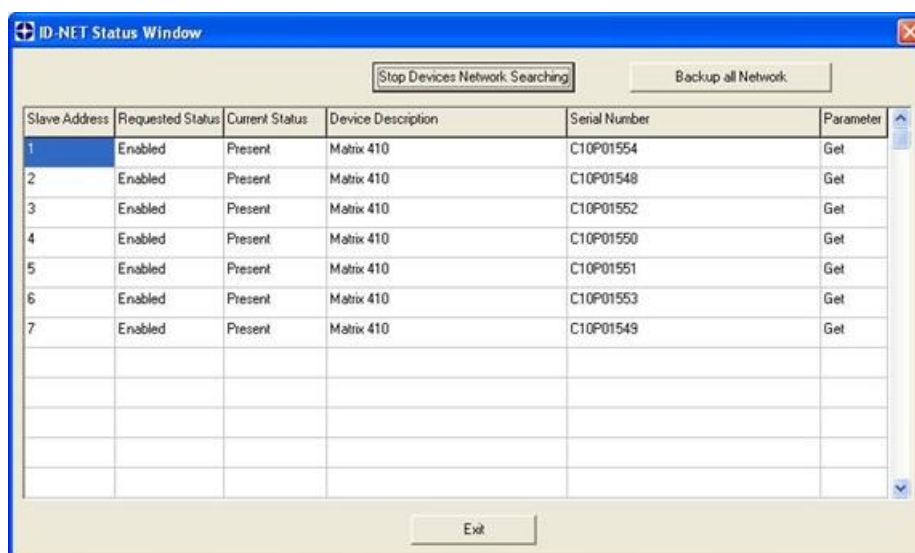 ID-NET Status Window
Stop Devices Network Searching Backup all Network
Slave Address Requested Status Current Status Device Description Serial Number Parameter
1 Enabled Present Matrix 410 C10P01554 Get
2 Enabled Present Matrix 410 C10P01548 Get
3 Enabled Present Matrix 410 C10P01552 Get
4 Enabled Present Matrix 410 C10P01550 Get
5 Enabled Present Matrix 410 C10P01551 Get
6 Enabled Present Matrix 410 C10P01553 Get
7 Enabled Present Matrix 410 C10P01549 Get
Exit